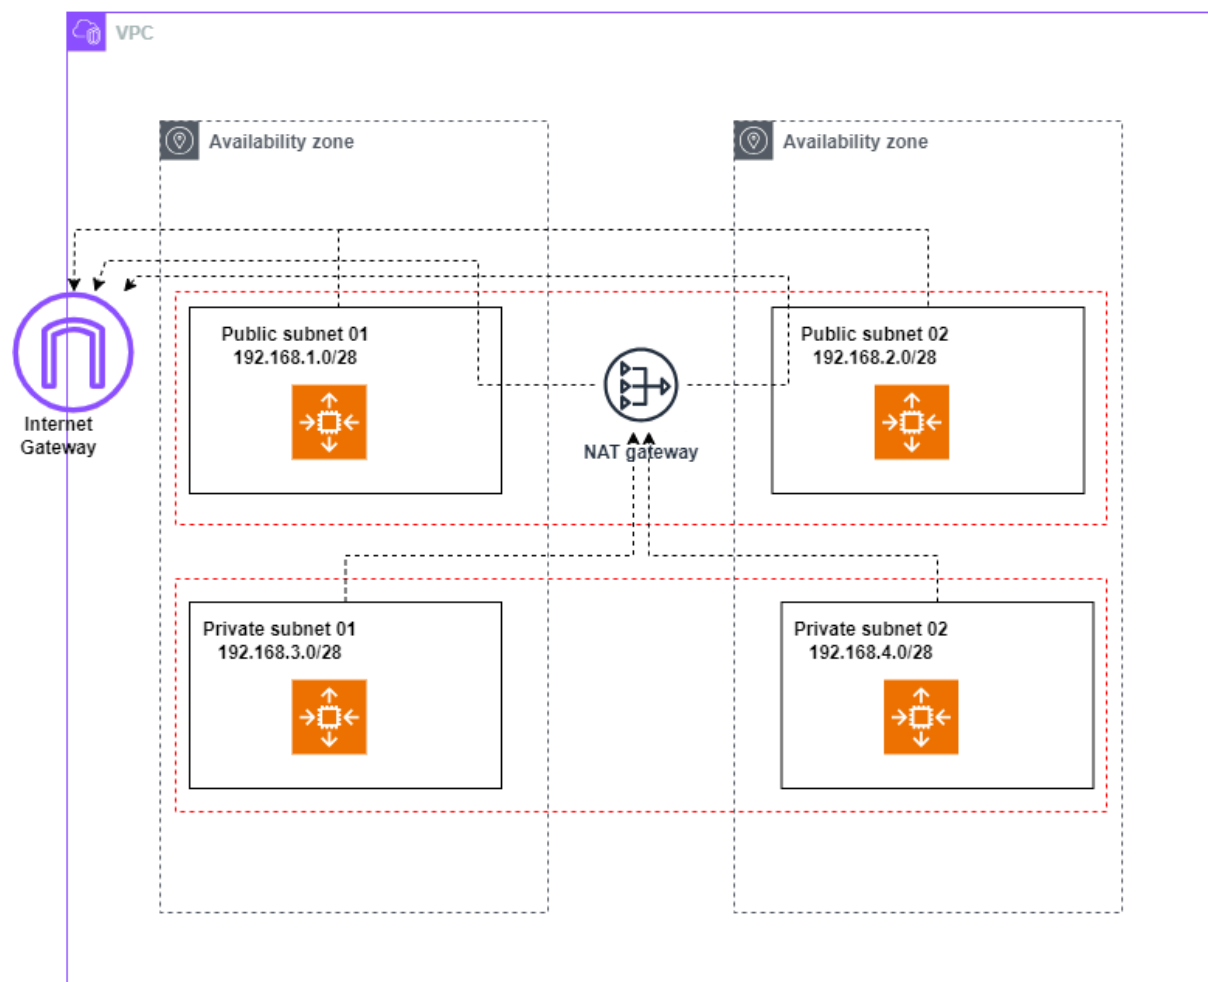 VPC
Availability zone
Availability zone
Public subnet 01
192.168.1.0/28
Public subnet 02
192.168.2.0/28
Internet
Gateway
NAT gateway
Private subnet 01
192.168.3.0/28
Private subnet 02
192.168.4.0/28